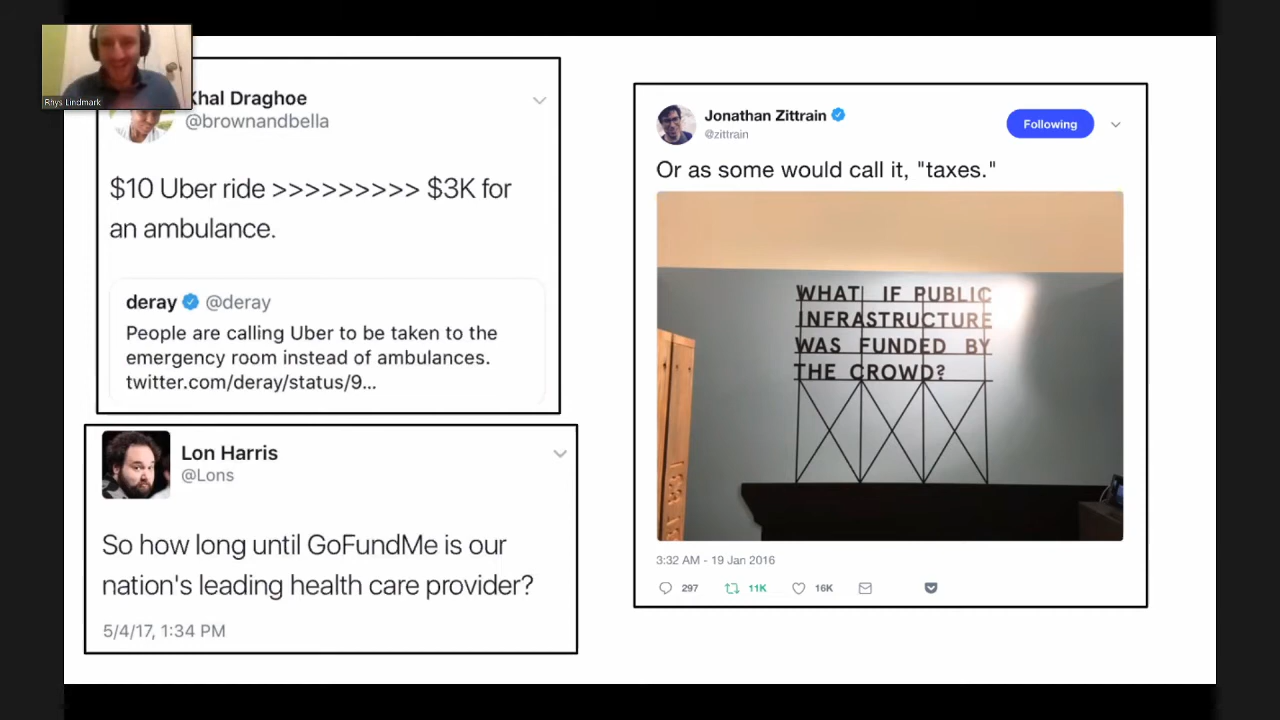 Rhys Lindmark
Khal Draghoe
@brownandbella
$10 Uber ride >>>>>>>>> $3K for
an ambulance.
deray @deray
People are calling Uber to be taken to the
emergency room instead of ambulances.
twitter.com/deray/status/9...
Lon Harris
@Lons
So how long until GoFundMe is our
nation's leading health care provider?
5/4/17, 1:34 PM
Jonathan Zittrain
@zittrain
Following
Or as some would call it, "taxes."
WHAT IF PUBLIC
INFRASTRUCTURE
WAS FUNDED BY
THE CROWD?
3:32 AM - 19 Jan 2016
297 11K 16K